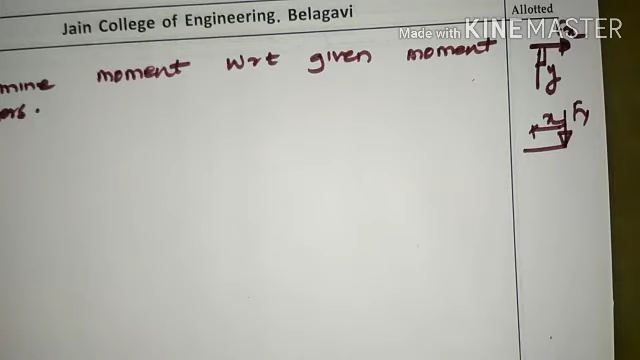 Jain College of Engineering, Belagavi
Allotted
Made with KINEMASTER
mine moment wrt given moment
ers.
y
x Fy